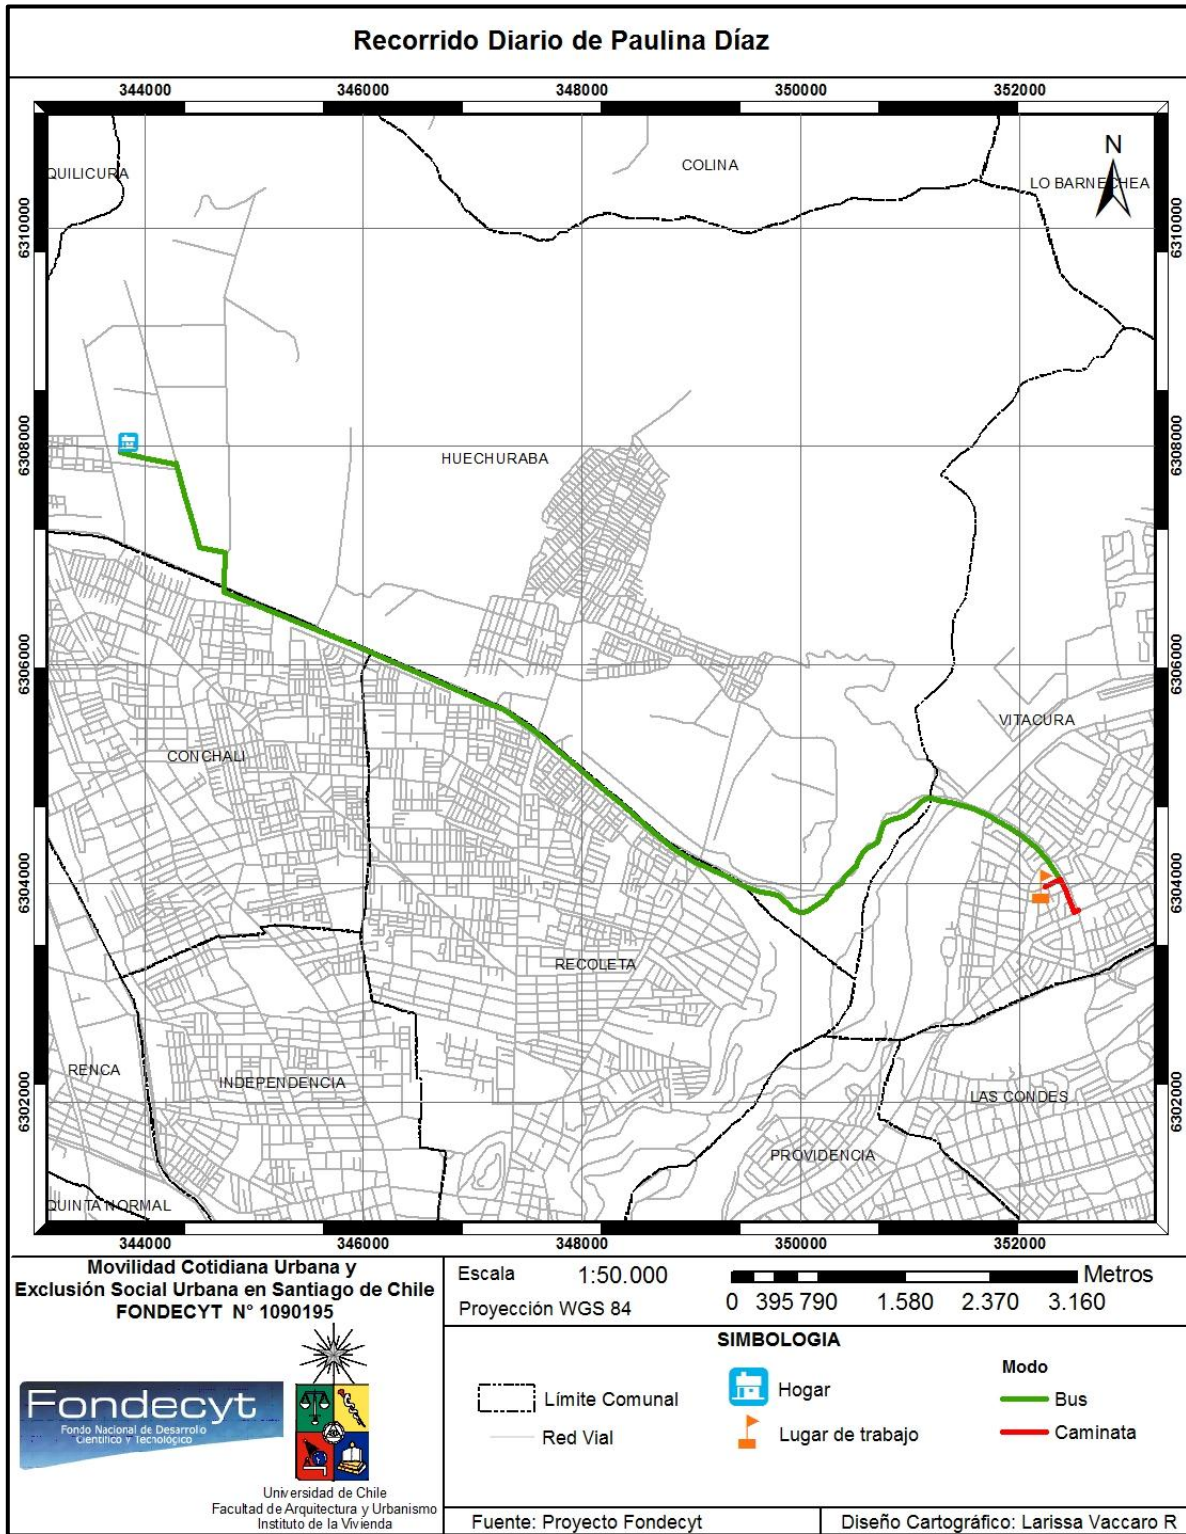 Recorrido Diario de Paulina Díaz
344000 346000 348000 350000 352000
N
QUILICURA
COLINA
LO BARNECHEA
6310000 6310000
6308000 6308000
HUECHURABA
6306000 6306000
VITACURA
CONCHALI
6304000 6304000
RECOLETA
RENCA
INDEPENDENCIA
LAS CONDES
6302000 6302000
PROVIDENCIA
QUINTA NORMAL
344000 346000 348000 350000 352000
Movilidad Cotidiana Urbana y
Exclusión Social Urbana en Santiago de Chile
FONDECYT N° 1090195
Fondecyt
Fondo Nacional de Desarrollo
Científico y Tecnológico
Universidad de Chile
Facultad de Arquitectura y Urbanismo
Instituto de la Vivienda
Escala 1:50.000
Proyección WGS 84
Metros
0 395 790 1.580 2.370 3.160
SIMBOLOGIA
Límite Comunal
Red Vial
Hogar
Lugar de trabajo
Modo
Bus
Caminata
Fuente: Proyecto Fondecyt
Diseño Cartográfico: Larissa Vaccaro R